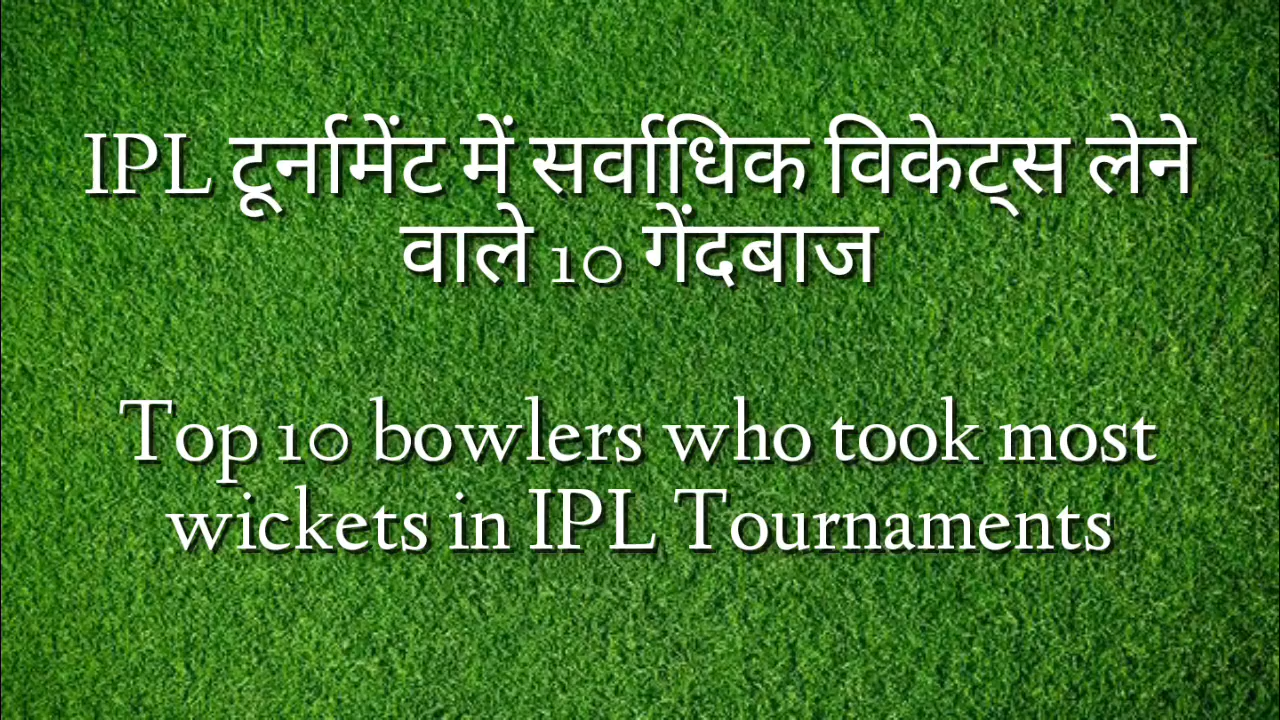 IPL टूर्नामेंट में सर्वाधिक विकेट्स लेने
वाले 10 गेंदबाज
Top 10 bowlers who took most
wickets in IPL Tournaments